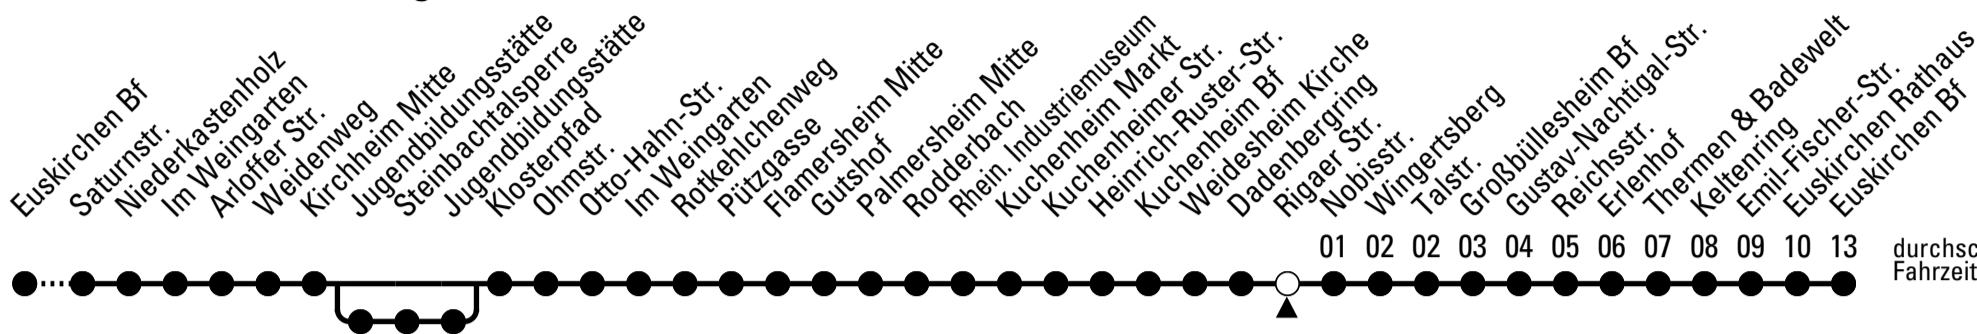 Euskirchen Bf
Saturnstr.
Niederkastenholz
Im Weingarten
Arloffer Str.
Weidenweg
Kirchheim Mitte
Jugendbildungsstätte
Steinbachtalsperre
Jugendbildungsstätte
Klosterpfad
Ohmstr.
Otto-Hahn-Str.
Im Weingarten
Rotkehlchenweg
Pützgasse
Flamersheim Mitte
Gutshof
Palmersheim Mitte
Rodderbach
Rhein. Industriemuseum
Kuchenheim Markt
Kuchenheimer Str.
Heinrich-Ruster-Str.
Kuchenheim Bf
Weidesheim Kirche
Dadenbergring
Rigaer Str.
Nobisstr.
Wingertsberg
Talstr.
Großbüllesheim Bf
Gustav-Nachtigal-Str.
Reichsstr.
Erlenhof
Thermen & Badewelt
Keltenring
Emil-Fischer-Str.
Euskirchen Rathaus
Euskirchen Bf
01 02 02 03 04 05 06 07 08 09 10 13
durchsc
Fahrzeit